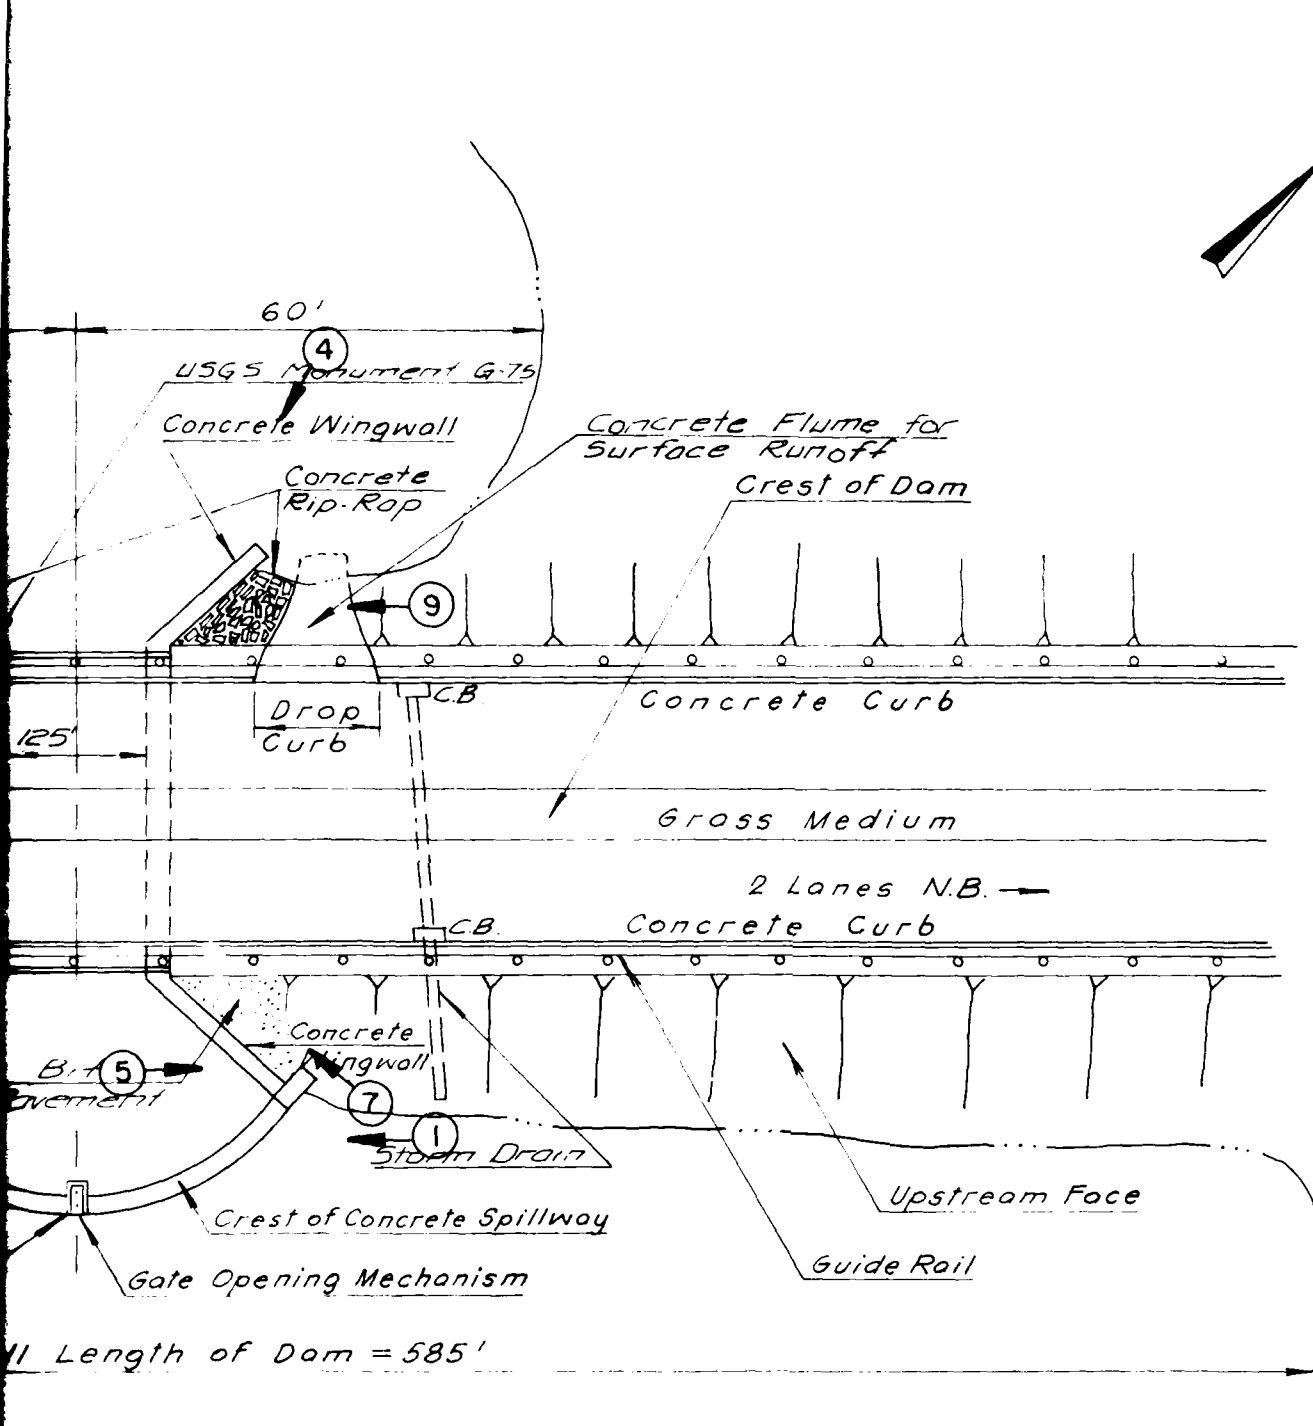 60'
4
USGS Monument G-75
Concrete Wingwall
Concrete Flume for
Surface Runoff
Concrete
Rip-Rap
Crest of Dam
9
C.B.
Concrete Curb
Drop
Curb
125'
Grass Medium
2 Lanes N.B.
C.B.
Concrete Curb
Concrete
Wingwall
5
7
1
Storm Drain
Upstream Face
Crest of Concrete Spillway
Guide Rail
Gate Opening Mechanism
Length of Dam = 585'